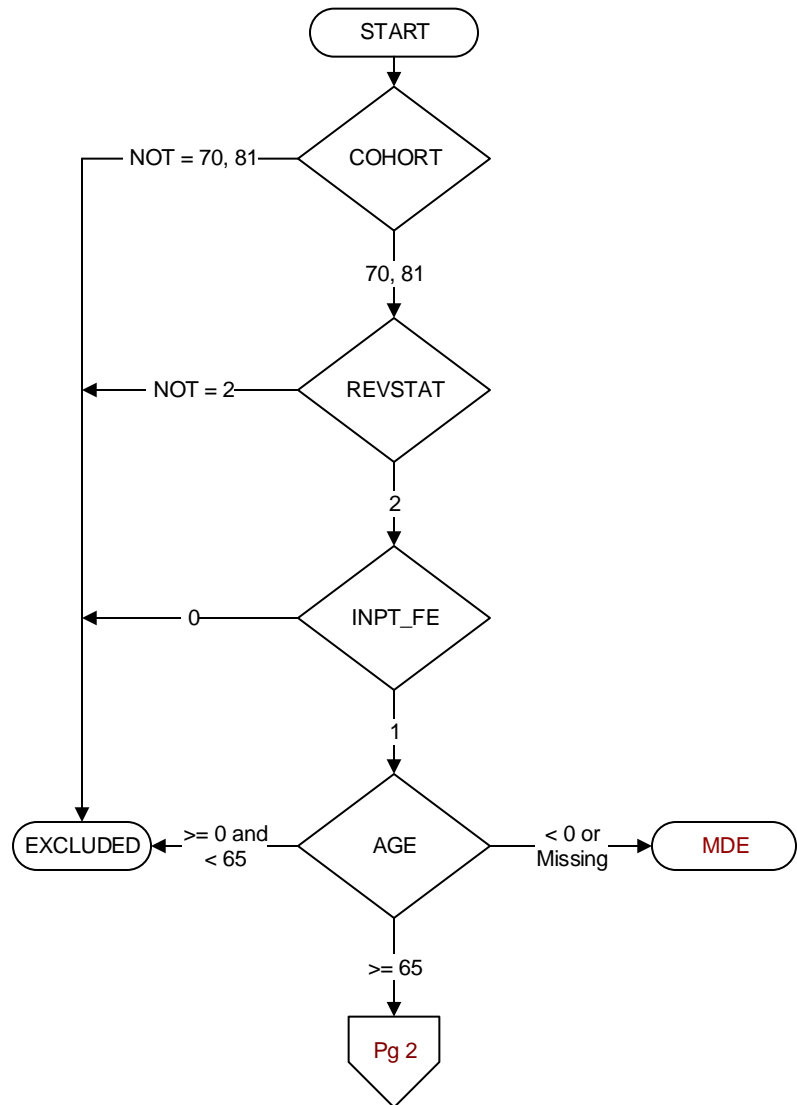 START
COHORT
NOT = 70, 81
70, 81
REVSTAT
NOT = 2
2
INPT_FE
0
1
AGE
EXCLUDED
>= 0 and
< 65
< 0 or
Missing
MDE
>= 65
Pg 2